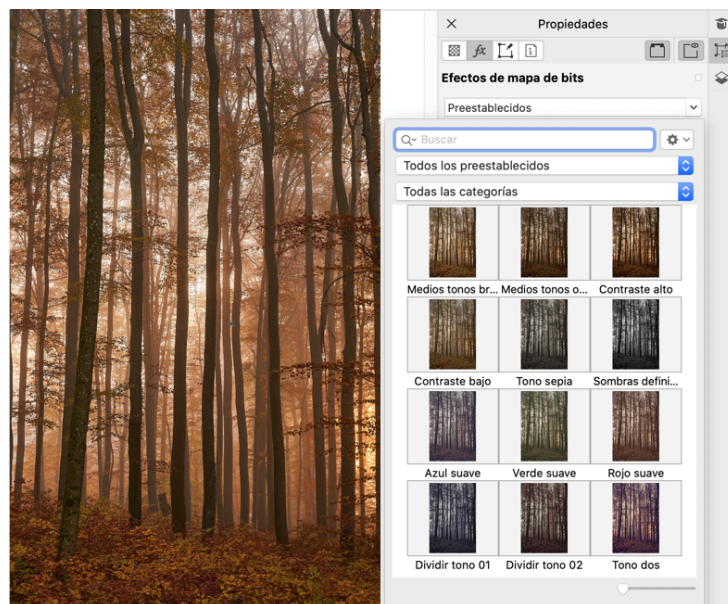 Propiedades
fx
Efectos de mapa de bits
Preestablecidos
Buscar
Todos los preestablecidos
Todas las categorías
Medios tonos br... Medios tonos o... Contraste alto
Contraste bajo Tono sepia Sombras defini...
Azul suave Verde suave Rojo suave
Dividir tono 01 Dividir tono 02 Tono dos